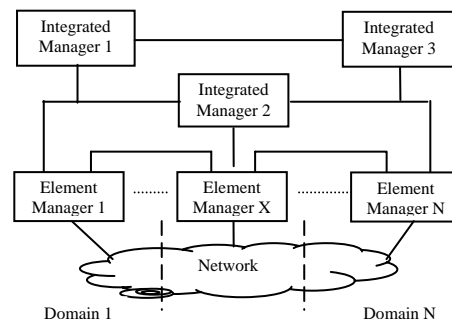 Integrated
Manager 1
Integrated
Manager 3
Integrated
Manager 2
Element
Manager 1
Element
Manager X
Element
Manager N
Network
Domain 1
Domain N